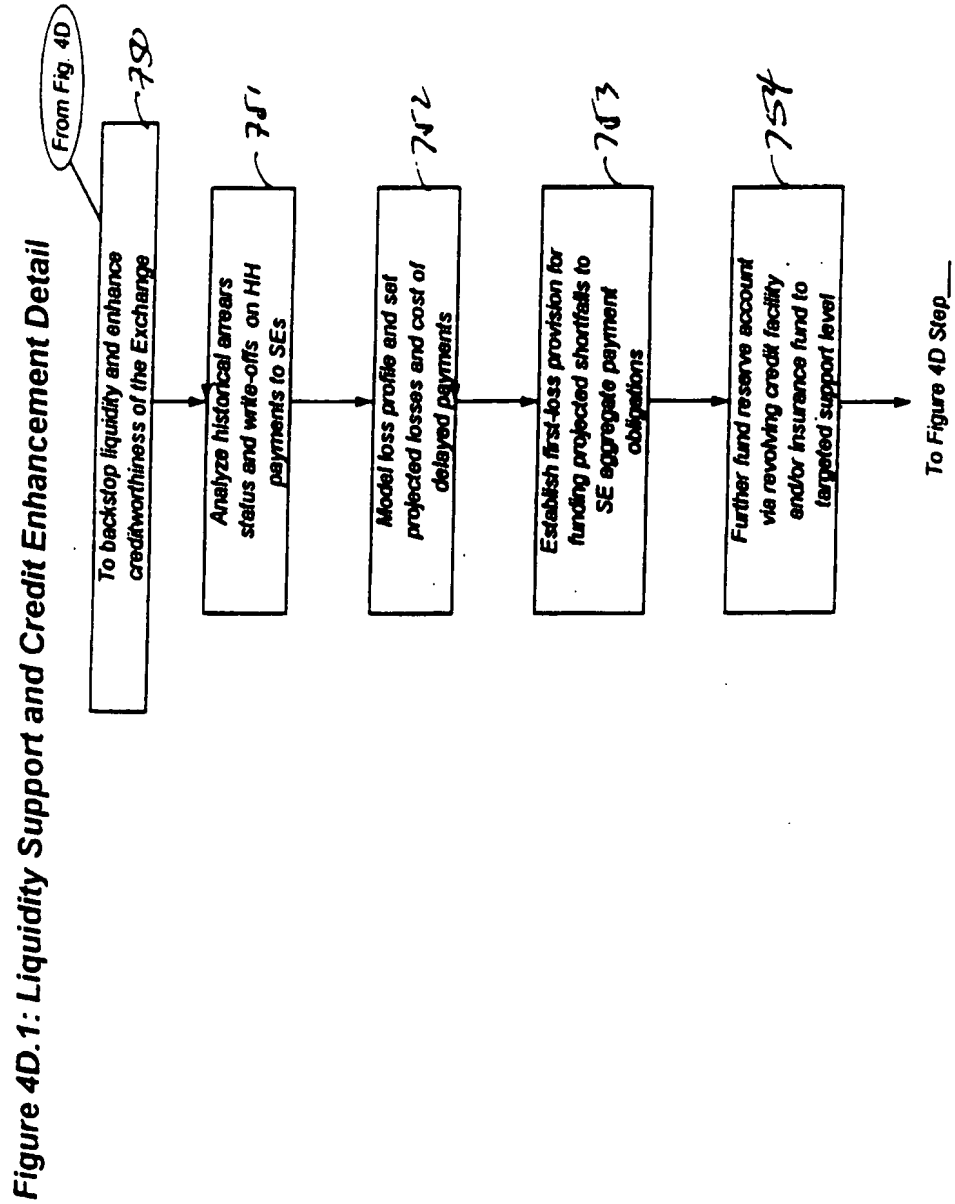 Figure 4D.1: Liquidity Support and Credit Enhancement Detail
From Fig. 4D
To backstop liquidity and enhance
creditworthiness of the Exchange
750
Analyze historical arrears
status and write-offs on HH
payments to SEs
751
Model loss profile and set
projected losses and cost of
delayed payments
752
Establish first-loss provision for
funding projected shortfalls to
SE aggregate payment
obligations
753
Further fund reserve account
via revolving credit facility
and/or insurance fund to
targeted support level
754
To Figure 4D Step__